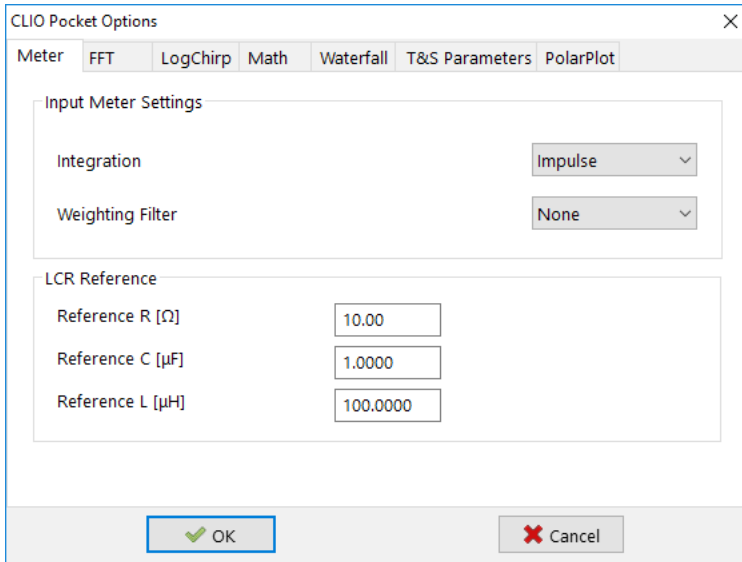 CLIO Pocket Options
Meter FFT LogChirp Math Waterfall T&S Parameters PolarPlot
Input Meter Settings
Integration Impulse
Weighting Filter None
LCR Reference
Reference R [Ω] 10.00
Reference C [µF] 1.0000
Reference L [µH] 100.0000
OK Cancel